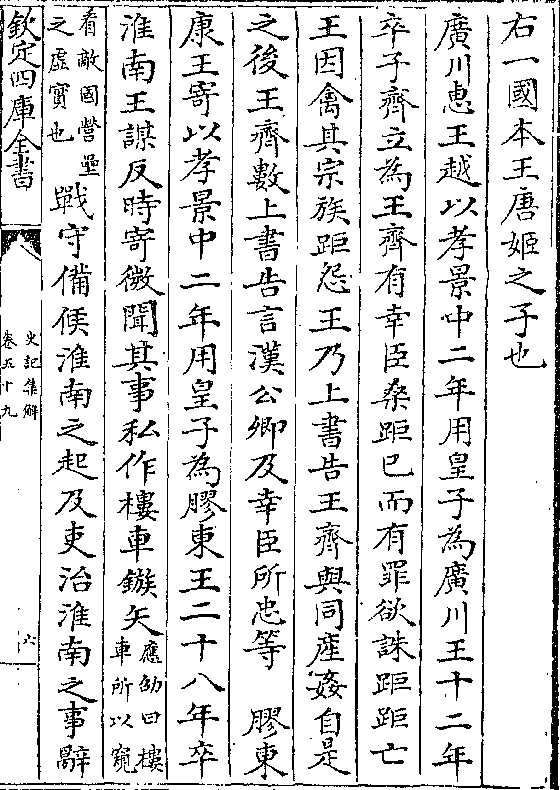 右一國本王唐姬之子也
廣川惠王越以孝景中二年用皇子為廣川王十二年
卒子齊立為王齊有幸臣桑距已而有罪欲誅距距亡
王因禽其宗族距怨王乃上書告王齊與同產姦自是
之後王齊數上書告言漢公卿及幸臣所忠等　膠東
康王寄以孝景中二年用皇子為膠東王二十八年卒
淮南王謀反時寄微聞其事私作樓車鏃矢應劭曰樓車所以窺
看敵國營壘之虛實也戰守備候淮南之起及吏治淮南之事辭
欽定四庫全書
史記集解
卷五十九
六